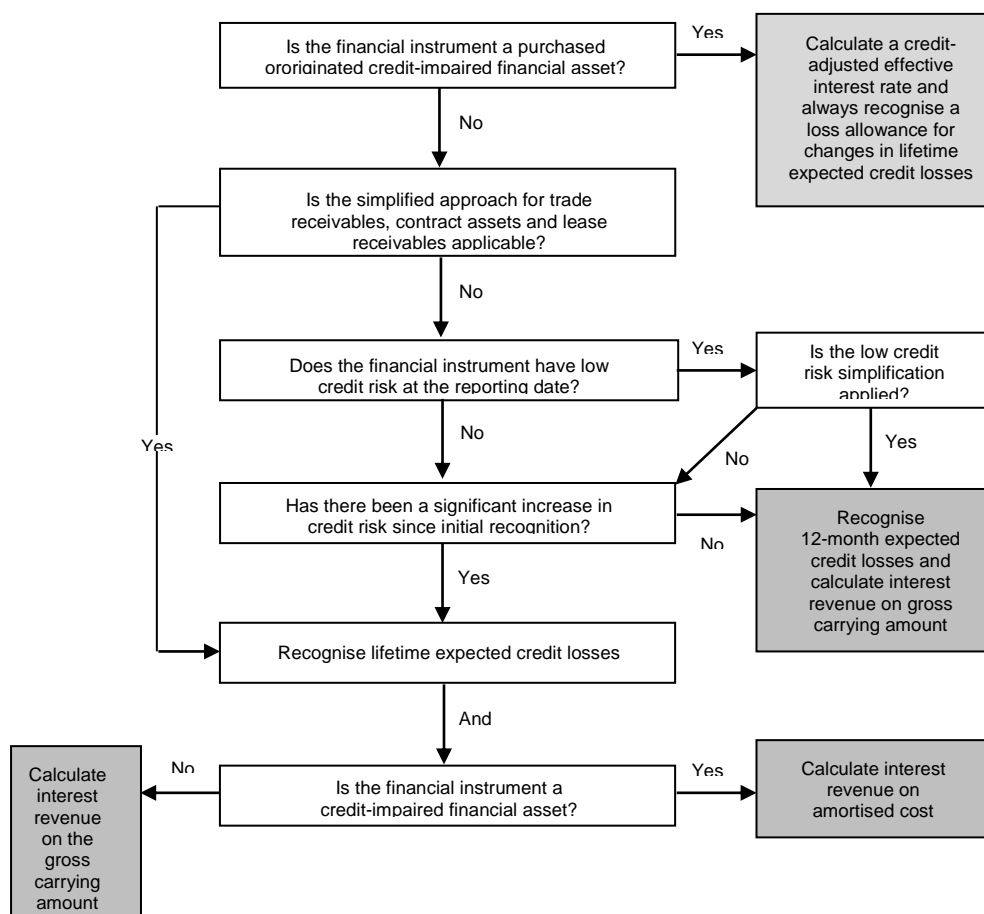 Is the financial instrument a purchased
ororiginated credit-impaired financial asset?
Yes
Calculate a credit-
adjusted effective
interest rate and
always recognise a
loss allowance for
changes in lifetime
expected credit losses
No
Is the simplified approach for trade
receivables, contract assets and lease
receivables applicable?
No
Does the financial instrument have low
credit risk at the reporting date?
Yes
Is the low credit
risk simplification
applied?
Yes
No
No
Yes
Has there been a significant increase in
credit risk since initial recognition?
No
Recognise
12-month expected
credit losses and
calculate interest
revenue on gross
carrying amount
Yes
Recognise lifetime expected credit losses
And
Is the financial instrument a
credit-impaired financial asset?
No
Calculate
interest
revenue
on the
gross
carrying
amount
Yes
Calculate interest
revenue on
amortised cost